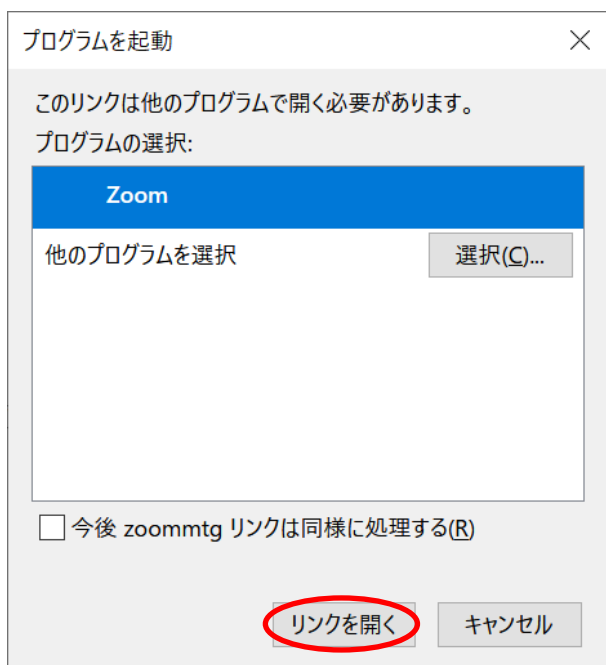 プログラムを起動
このリンクは他のプログラムで開く必要があります。
プログラムの選択:
Zoom
他のプログラムを選択 選択(C)...
今後 zoommtg リンクは同様に処理する(R)
リンクを開く キャンセル